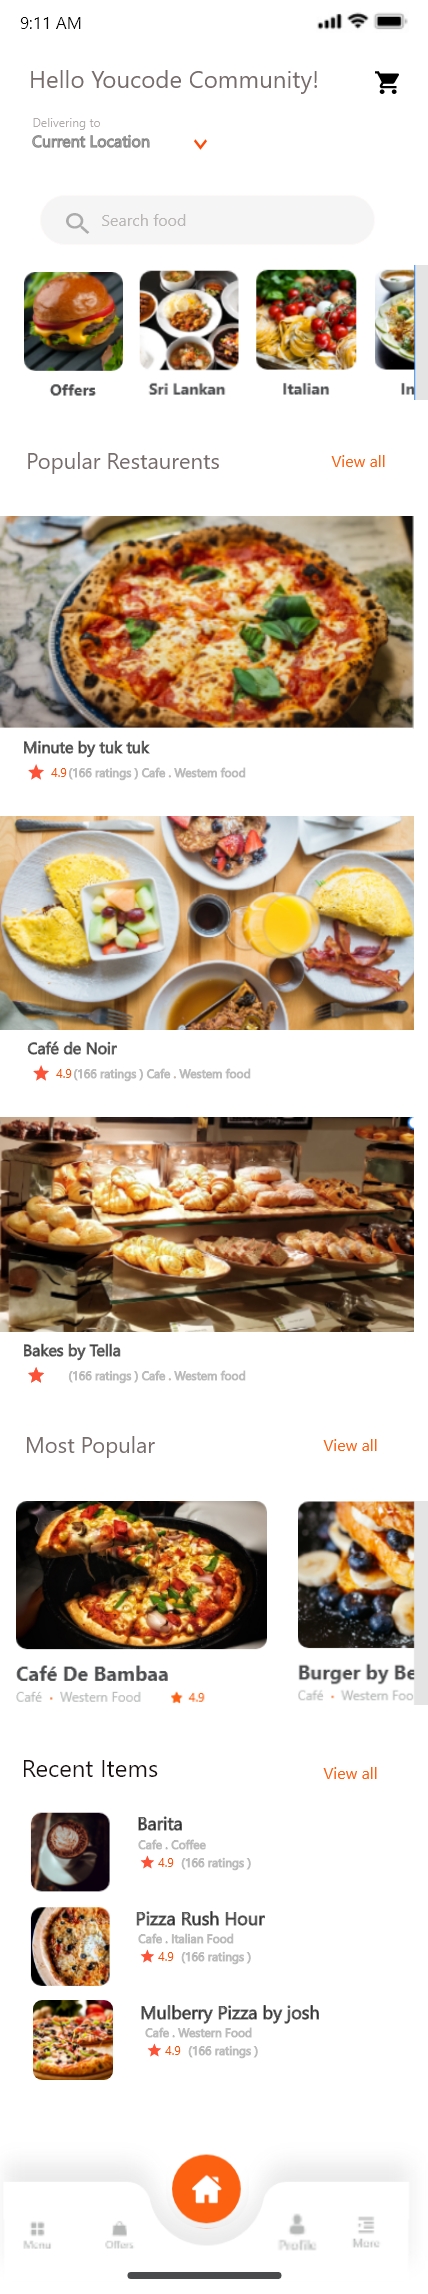 9:11 AM
Hello Youcode Community!
Delivering to
Current Location
Search food
Offers
Sri Lankan
Italian
In
Popular Restaurents
View all
Minute by tuk tuk
4.9 (166 ratings ) Cafe . Western food
Café de Noir
4.9 (166 ratings ) Cafe . Western food
Bakes by Tella
(166 ratings ) Cafe . Western food
Most Popular
View all
Café De Bambaa
Café • Western Food 4.9
Burger by Be
Café • Western Foo
Recent Items
View all
Barita
Cafe . Coffee
4.9 (166 ratings )
Pizza Rush Hour
Cafe . Italian Food
4.9 (166 ratings )
Mulberry Pizza by josh
Cafe . Western Food
4.9 (166 ratings )
Menu
Offers
Profile
More